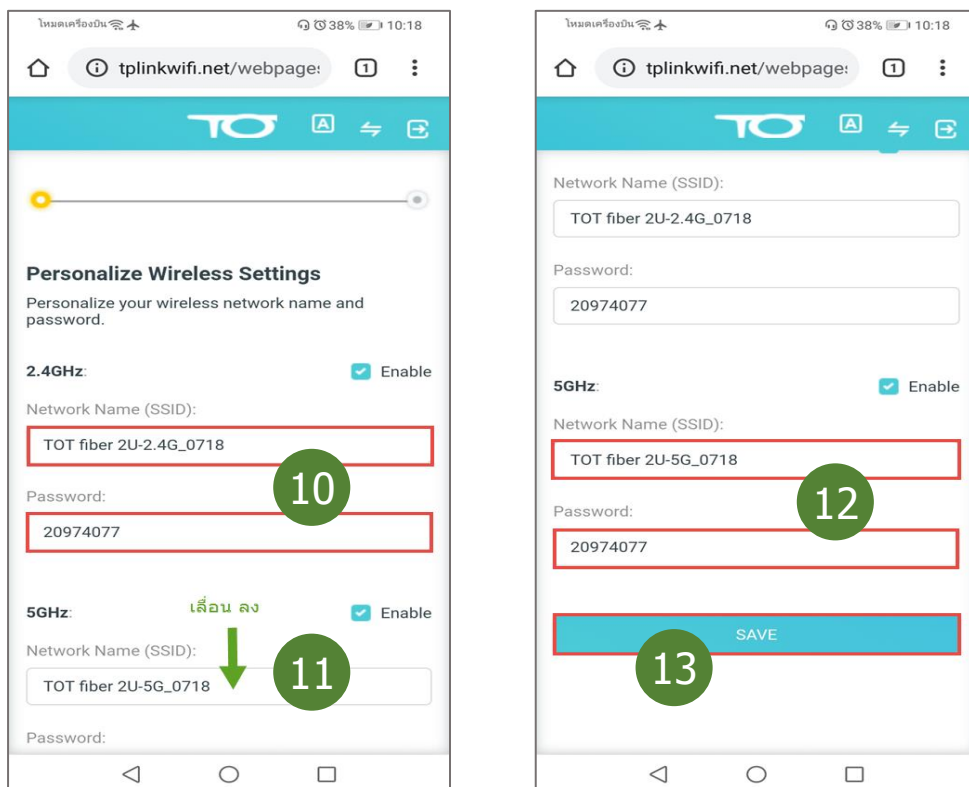 โหมดเครื่องบิน 38% 10:18
tplinkwifi.net/webpage: 1
TOT A
Personalize Wireless Settings
Personalize your wireless network name and
password.
2.4GHz: Enable
Network Name (SSID):
TOT fiber 2U-2.4G_0718
10
Password:
20974077
5GHz: เลื่อน ลง Enable
Network Name (SSID):
11
TOT fiber 2U-5G_0718
Password:
โหมดเครื่องบิน 38% 10:18
tplinkwifi.net/webpage: 1
TOT A
Network Name (SSID):
TOT fiber 2U-2.4G_0718
Password:
20974077
5GHz: Enable
Network Name (SSID):
TOT fiber 2U-5G_0718
12
Password:
20974077
SAVE
13